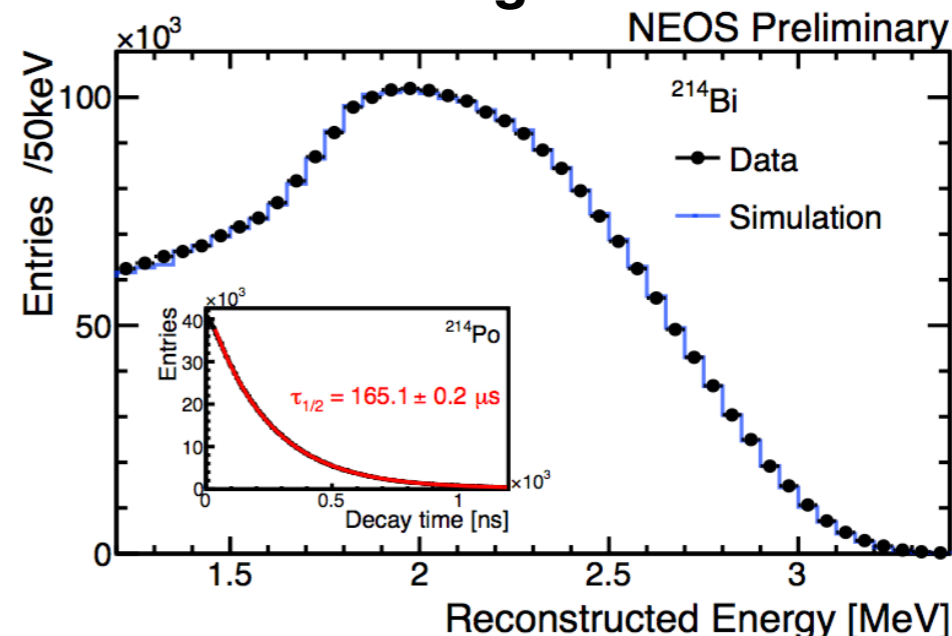 g
×10³
NEOS Preliminary
Entries /50keV
100
50
0
²¹⁴Bi
Data
Simulation
×10³
Entries
40
30
20
10
0
²¹⁴Po
τ₁/₂ = 165.1 ± 0.2 μs
0
0.5
1
×10³
Decay time [ns]
1.5
2
2.5
3
Reconstructed Energy [MeV]